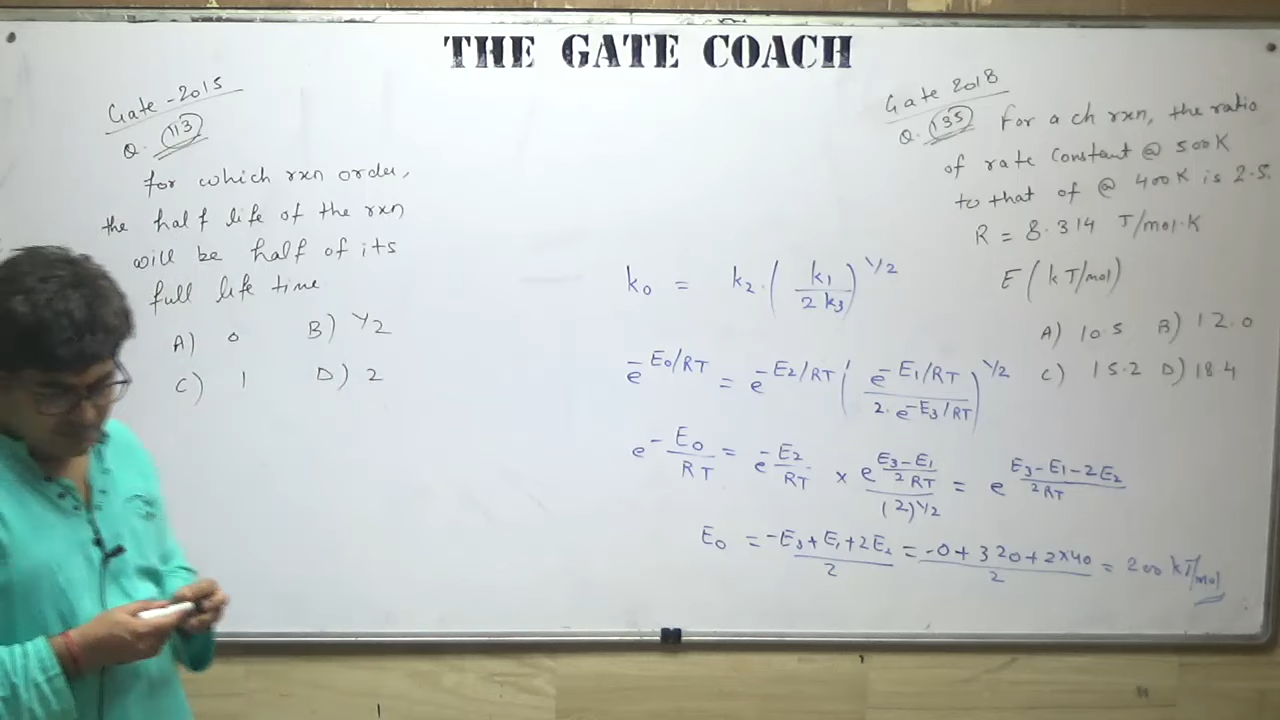 THE GATE COACH
Gate - 2015
Q. 113
for which rxn order,
the half life of the rxn
will be half of its
full life time
A) 0 B) 1/2
C) 1 D) 2
k0 = k2 . ( k1 / 2 k3 )^1/2
e^-E0/RT = e^-E2/RT ( e^-E1/RT / 2. e^-E3/RT )^1/2
e^-E0/RT = e^-E2/RT × e^(E3-E1/2RT) / (2)^1/2 = e^(E3-E1-2E2/2RT)
E0 = -E3+E1+2E2 / 2 = -0+320+2×40 / 2 = 200 kJ/mol
Gate 2018
Q. 135 For a ch rxn, the ratio
of rate constant @ 500K
to that of @ 400K is 2.5.
R = 8.314 J/mol.K
E (kJ/mol)
A) 10.5 B) 12.0
C) 15.2 D) 18.4